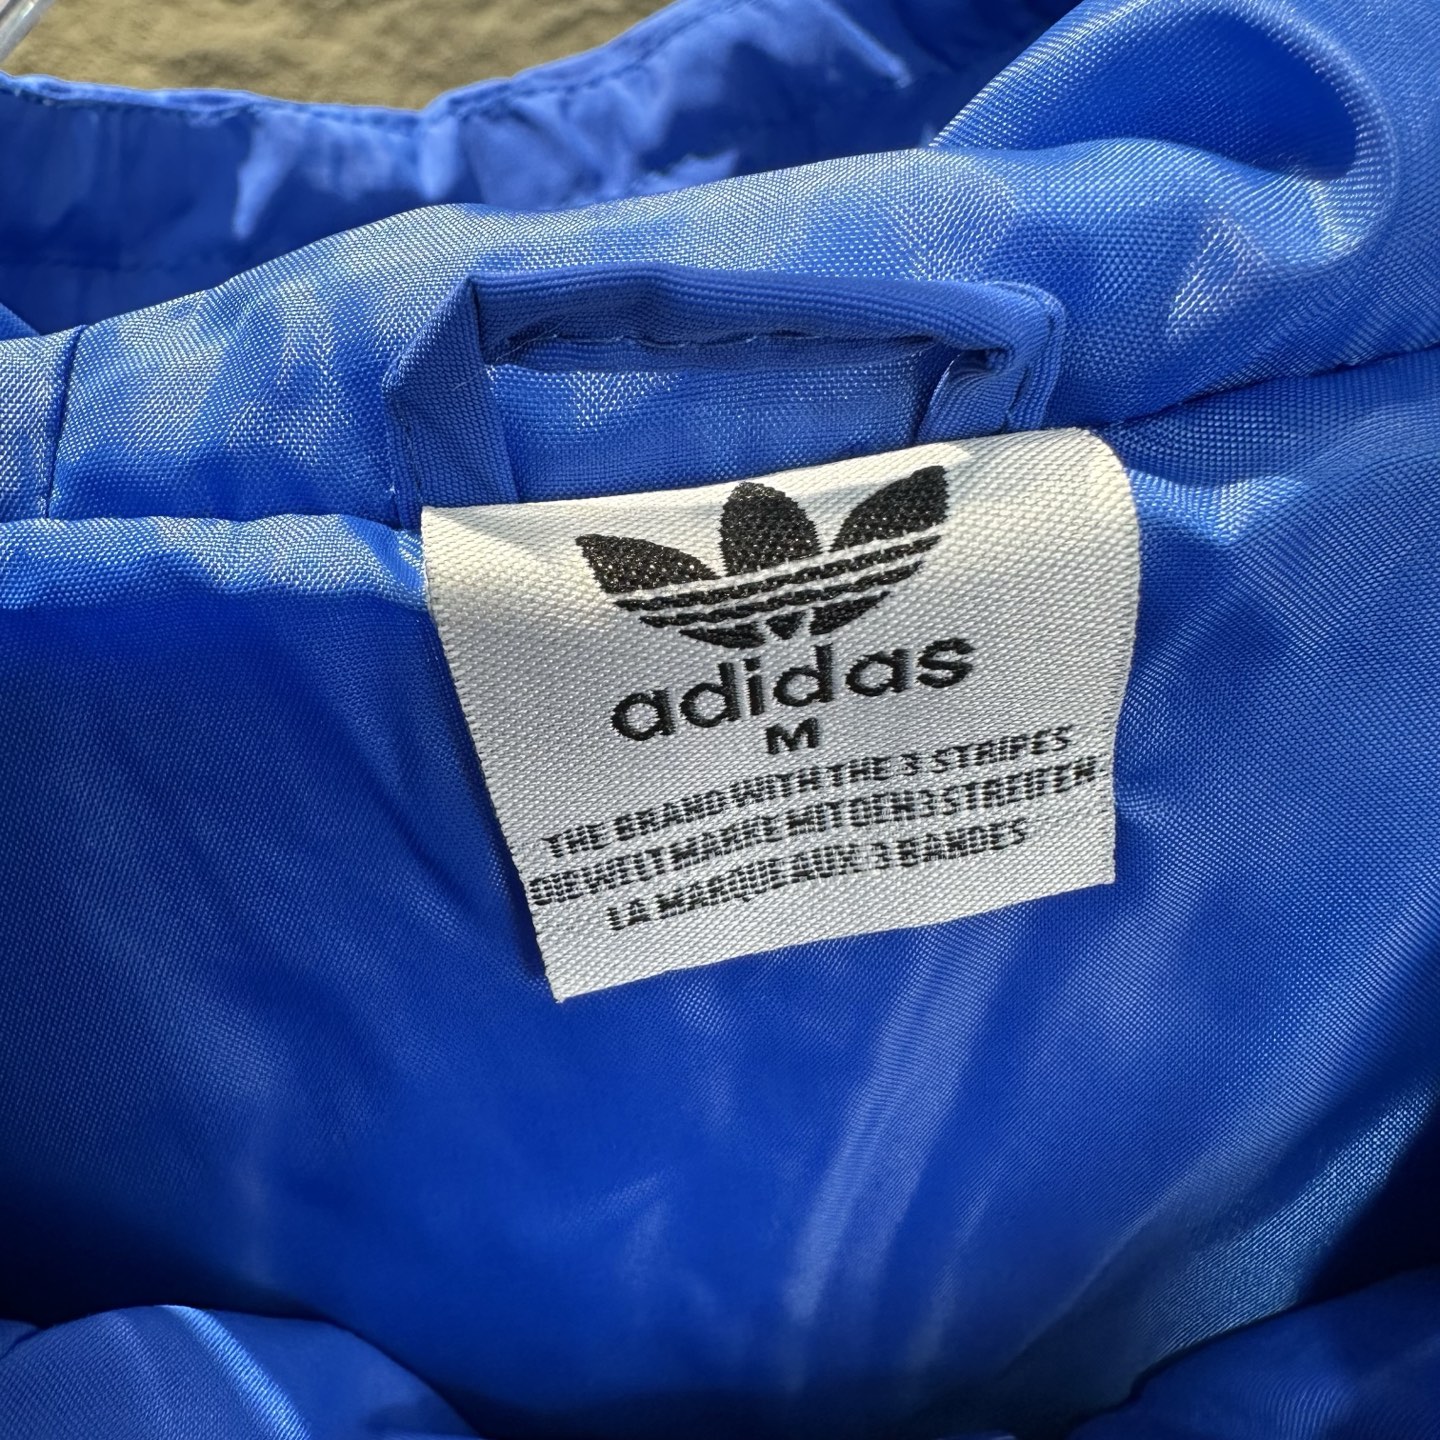 adidas
M
THE BRAND WITH THE 3 STRIPES
DIE WELTMARKE MIT DEN 3 STREIFEN
LA MARQUE AUX 3 BANDES